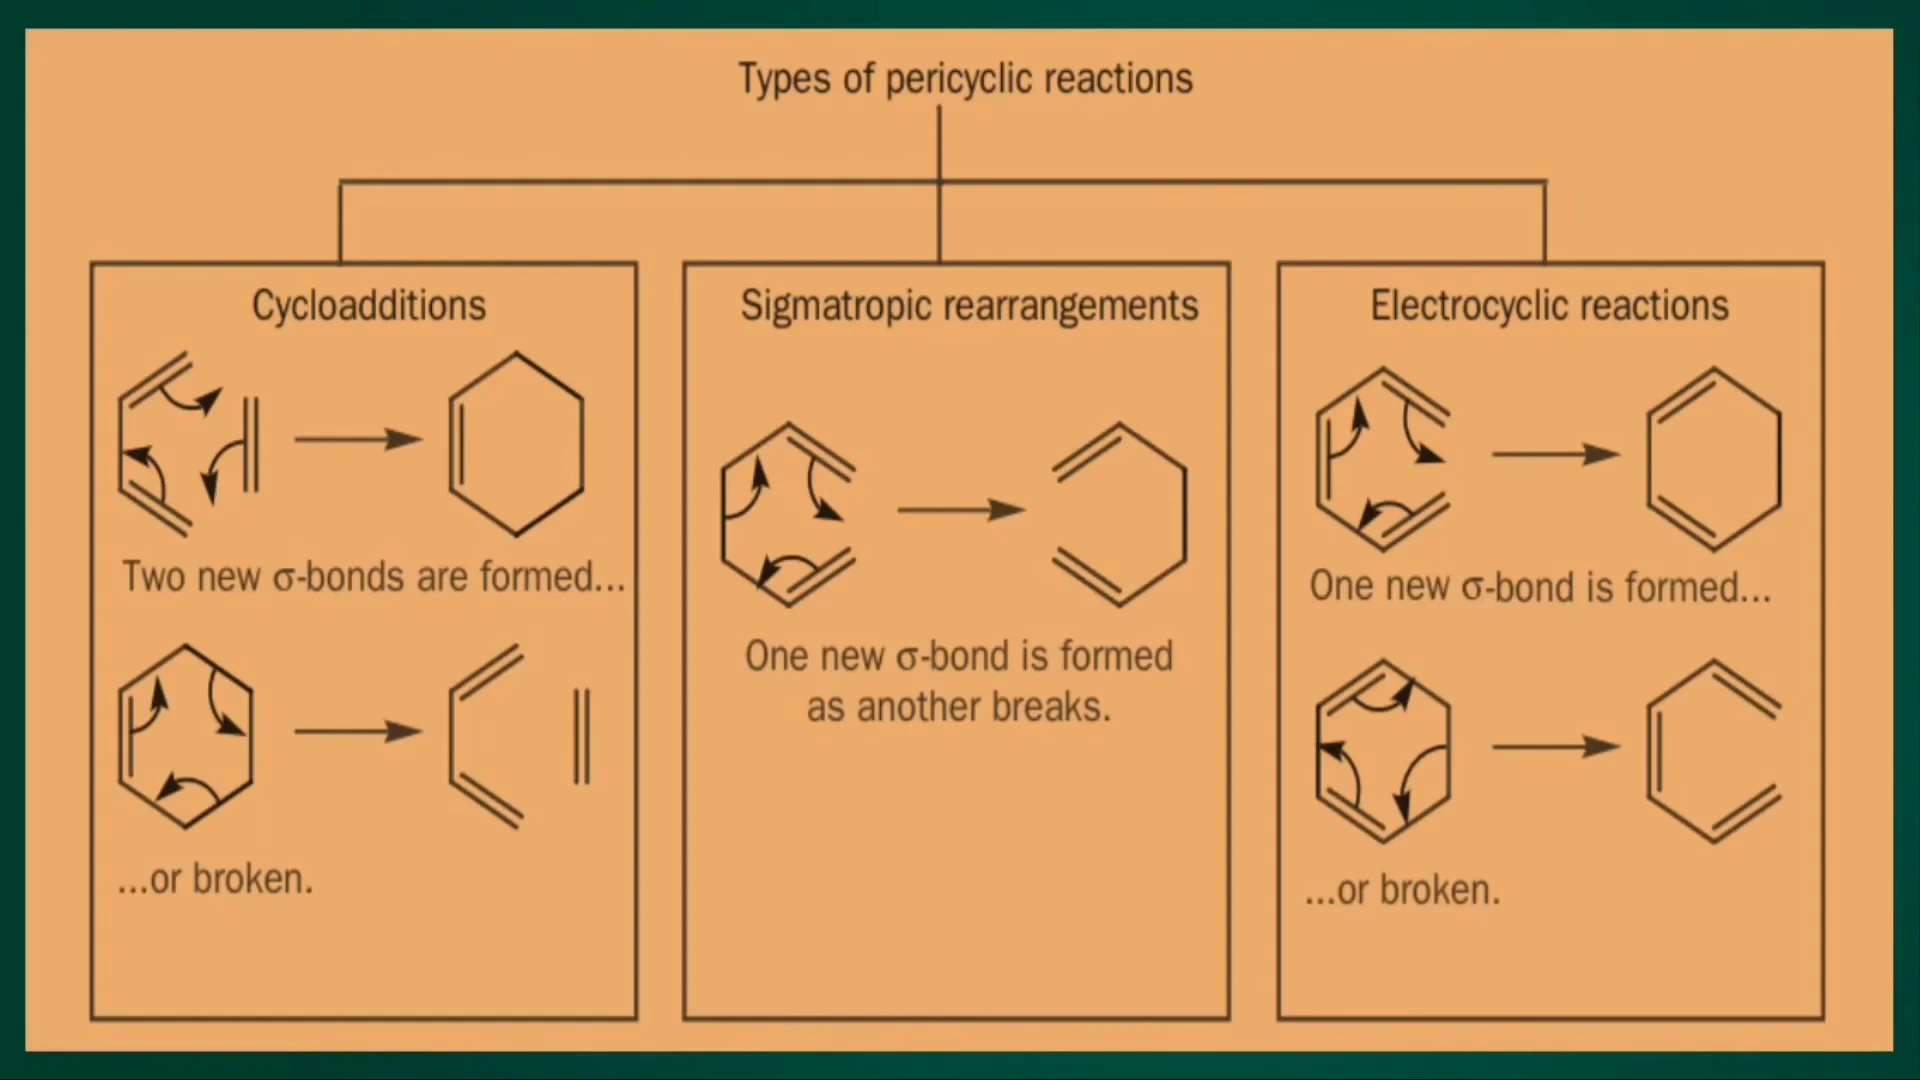 Types of pericyclic reactions
Cycloadditions
Two new σ-bonds are formed...
...or broken.
Sigmatropic rearrangements
One new σ-bond is formed
as another breaks.
Electrocyclic reactions
One new σ-bond is formed...
...or broken.